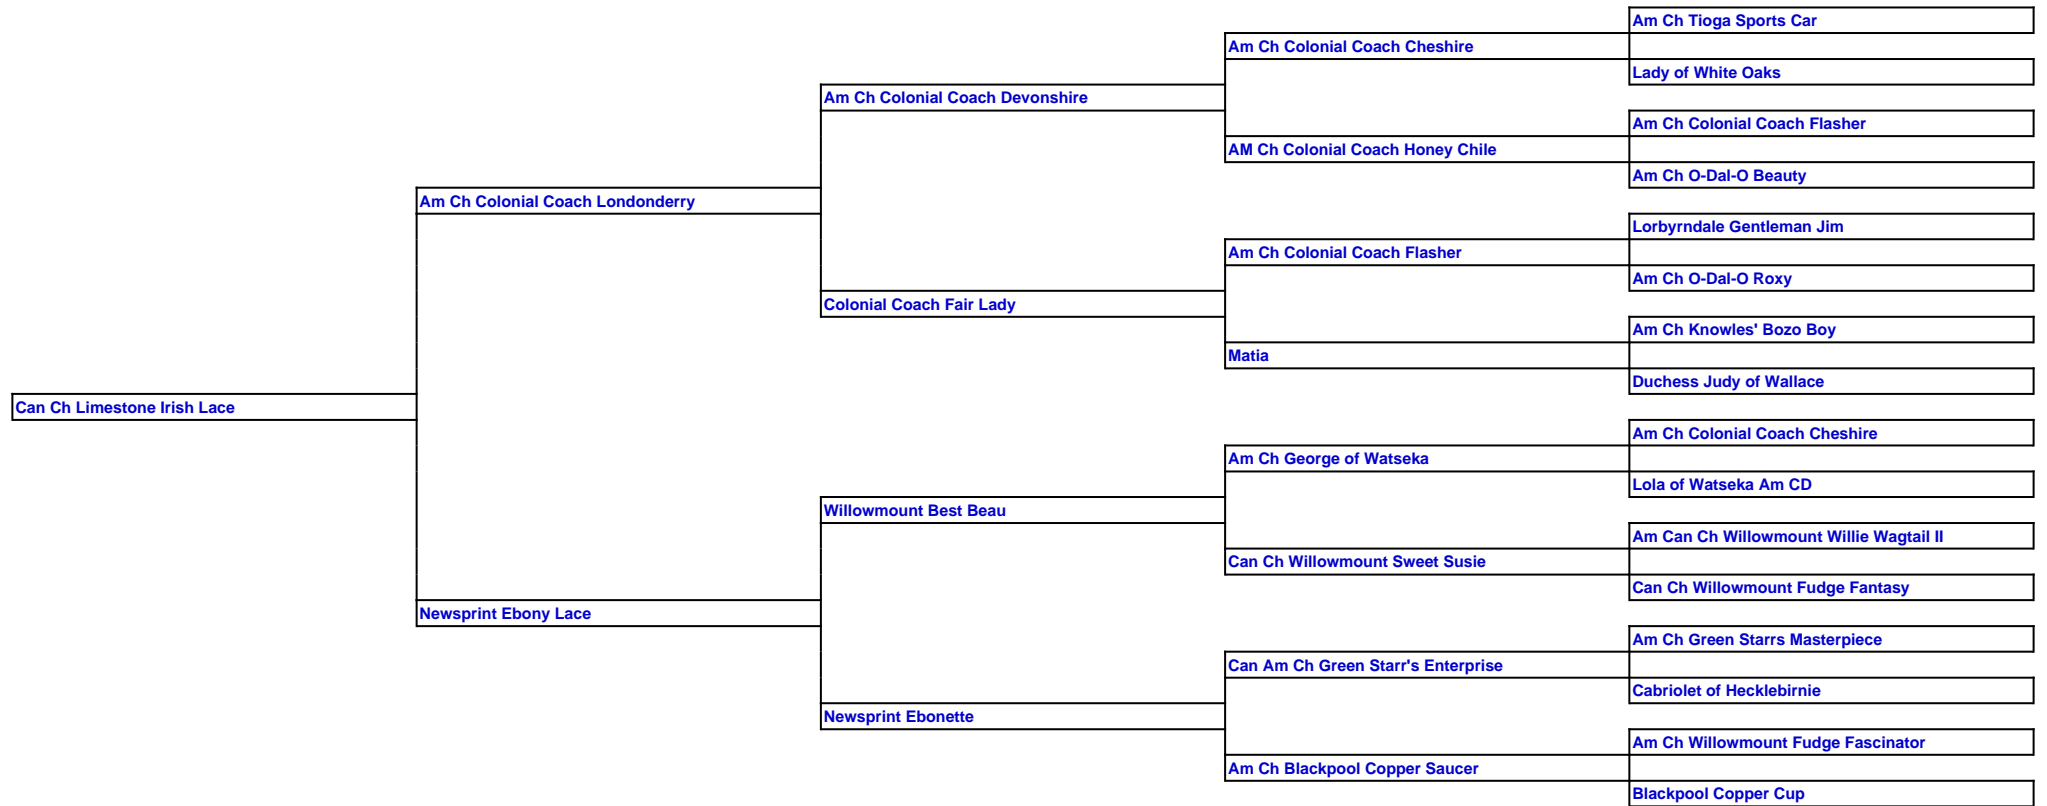 Am Ch Tioga Sports Car
Am Ch Colonial Coach Cheshire
Lady of White Oaks
Am Ch Colonial Coach Devonshire
Am Ch Colonial Coach Flasher
AM Ch Colonial Coach Honey Chile
Am Ch O-Dal-O Beauty
Am Ch Colonial Coach Londonderry
Lorbyrndale Gentleman Jim
Am Ch Colonial Coach Flasher
Am Ch O-Dal-O Roxy
Colonial Coach Fair Lady
Am Ch Knowles' Bozo Boy
Matia
Duchess Judy of Wallace
Can Ch Limestone Irish Lace
Am Ch Colonial Coach Cheshire
Am Ch George of Watseka
Lola of Watseka Am CD
Willowmount Best Beau
Am Can Ch Willowmount Willie Wagtail II
Can Ch Willowmount Sweet Susie
Can Ch Willowmount Fudge Fantasy
Newsprint Ebony Lace
Am Ch Green Starrs Masterpiece
Can Am Ch Green Starr's Enterprise
Cabriolet of Hecklebirnie
Newsprint Ebonette
Am Ch Willowmount Fudge Fascinator
Am Ch Blackpool Copper Saucer
Blackpool Copper Cup